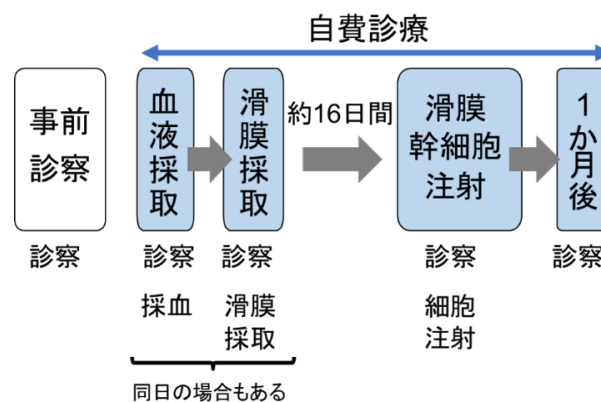 自費診療
事前
診察
血液採取
滑膜採取
約16日間
滑膜
幹細胞
注射
1か月後
診察
診察
診察
診察
診察
採血
滑膜
採取
細胞
注射
同日の場合もある